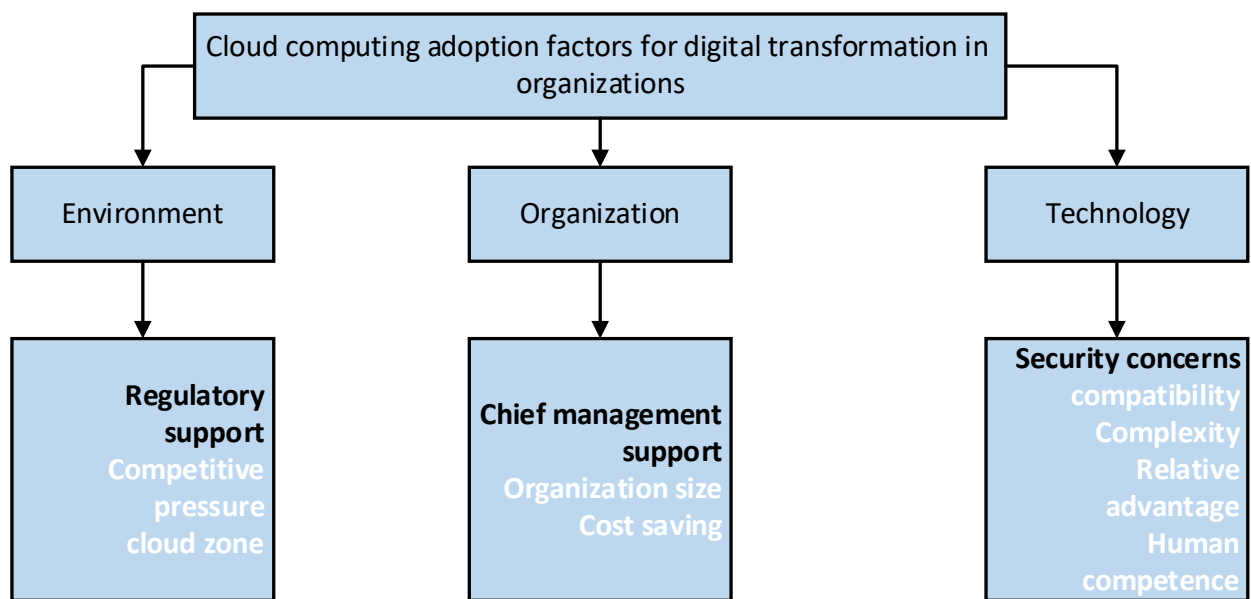 Cloud computing adoption factors for digital transformation in
organizations
Environment
Organization
Technology
Regulatory
support
Competitive
pressure
cloud zone
Chief management
support
Organization size
Cost saving
Security concerns
compatibility
Complexity
Relative
advantage
Human
competence